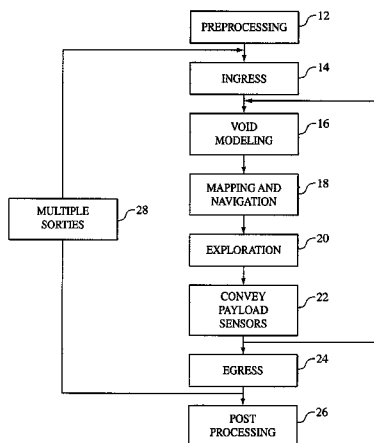 PREPROCESSING
12
INGRESS
14
VOID
MODELING
16
MAPPING AND
NAVIGATION
18
MULTIPLE
SORTIES
28
EXPLORATION
20
CONVEY
PAYLOAD
SENSORS
22
EGRESS
24
POST
PROCESSING
26